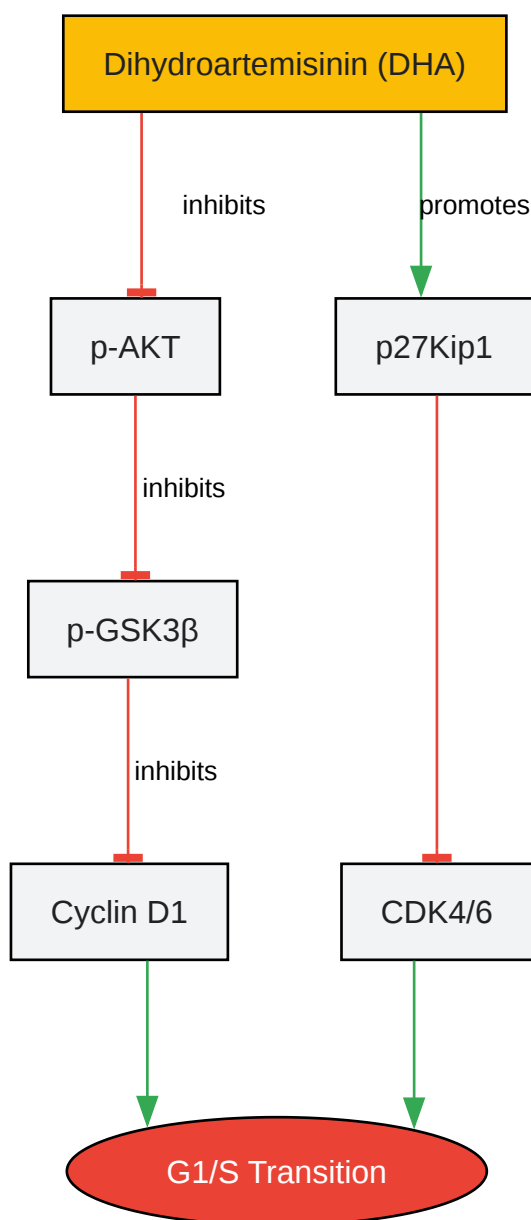 Dihydroartemisinin (DHA)
inhibits
promotes
p-AKT
p27Kip1
inhibits
p-GSK3β
inhibits
Cyclin D1
CDK4/6
G1/S Transition